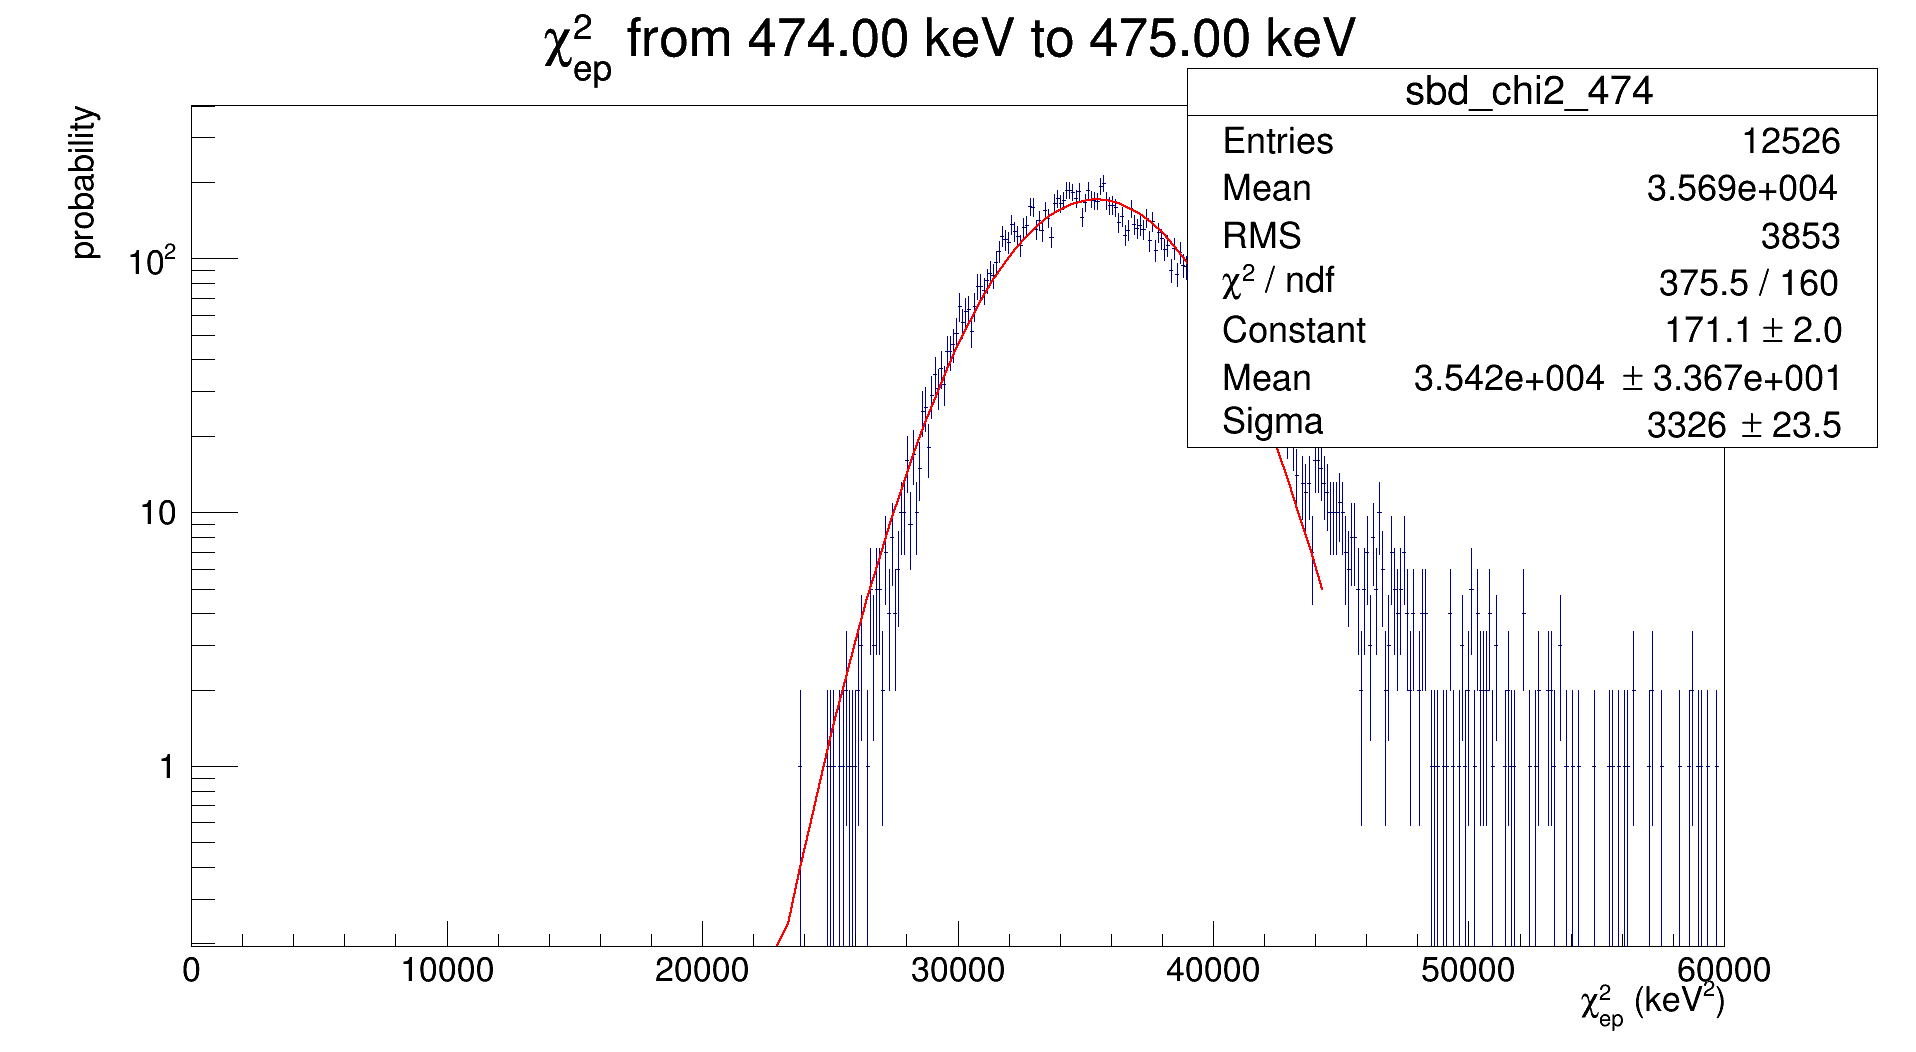 χ²ep from 474.00 keV to 475.00 keV
probability
sbd_chi2_474
Entries 12526
Mean 3.569e+004
RMS 3853
χ² / ndf 375.5 / 160
Constant 171.1 ± 2.0
Mean 3.542e+004 ± 3.367e+001
Sigma 3326 ± 23.5
10²
10
1
0 10000 20000 30000 40000 50000 60000
χ²ep (keV²)